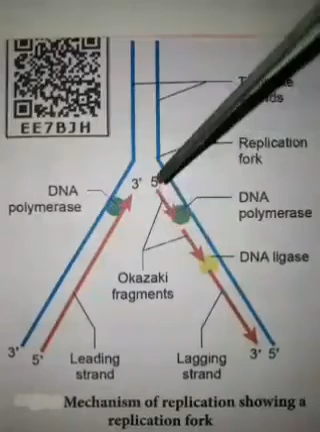 EE7BJH
Replication
fork
3' 5'
DNA
polymerase
DNA
polymerase
DNA ligase
Okazaki
fragments
3' 5'
3' 5'
Leading
strand
Lagging
strand
Mechanism of replication showing a
replication fork